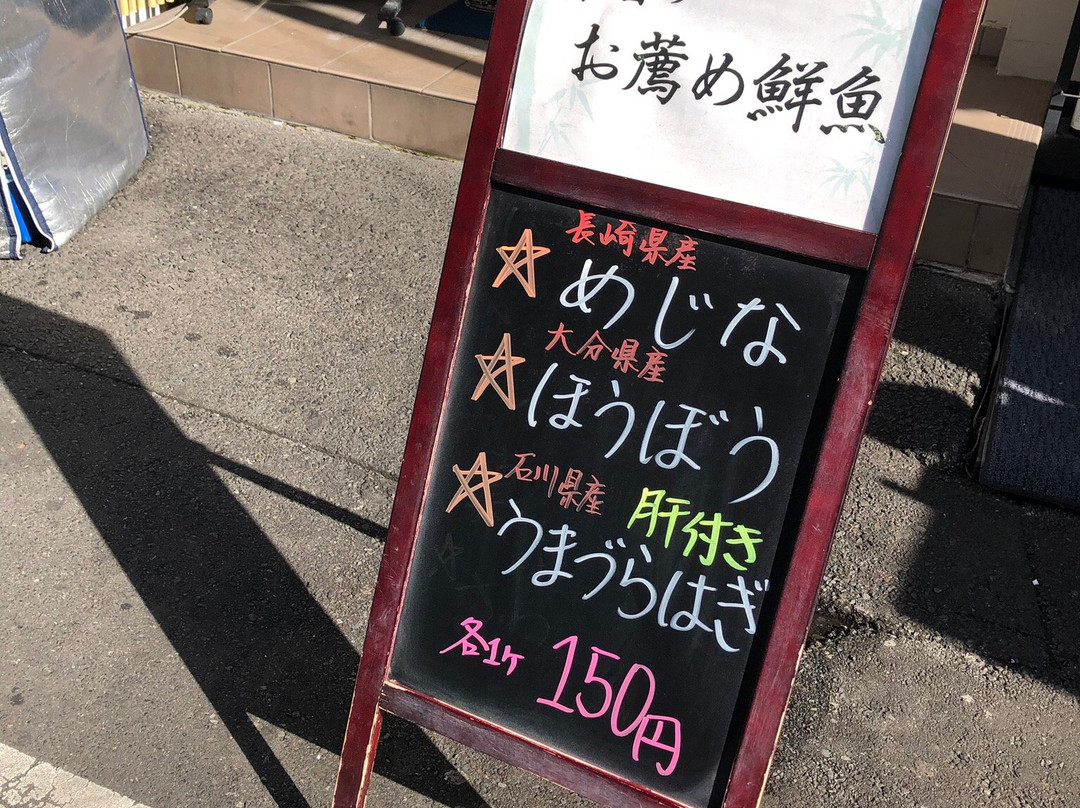 お薦め鮮魚
長崎県産
めじな
大分県産
ほうぼう
石川県産
肝付き
うまづらはぎ
各1ケ 150円